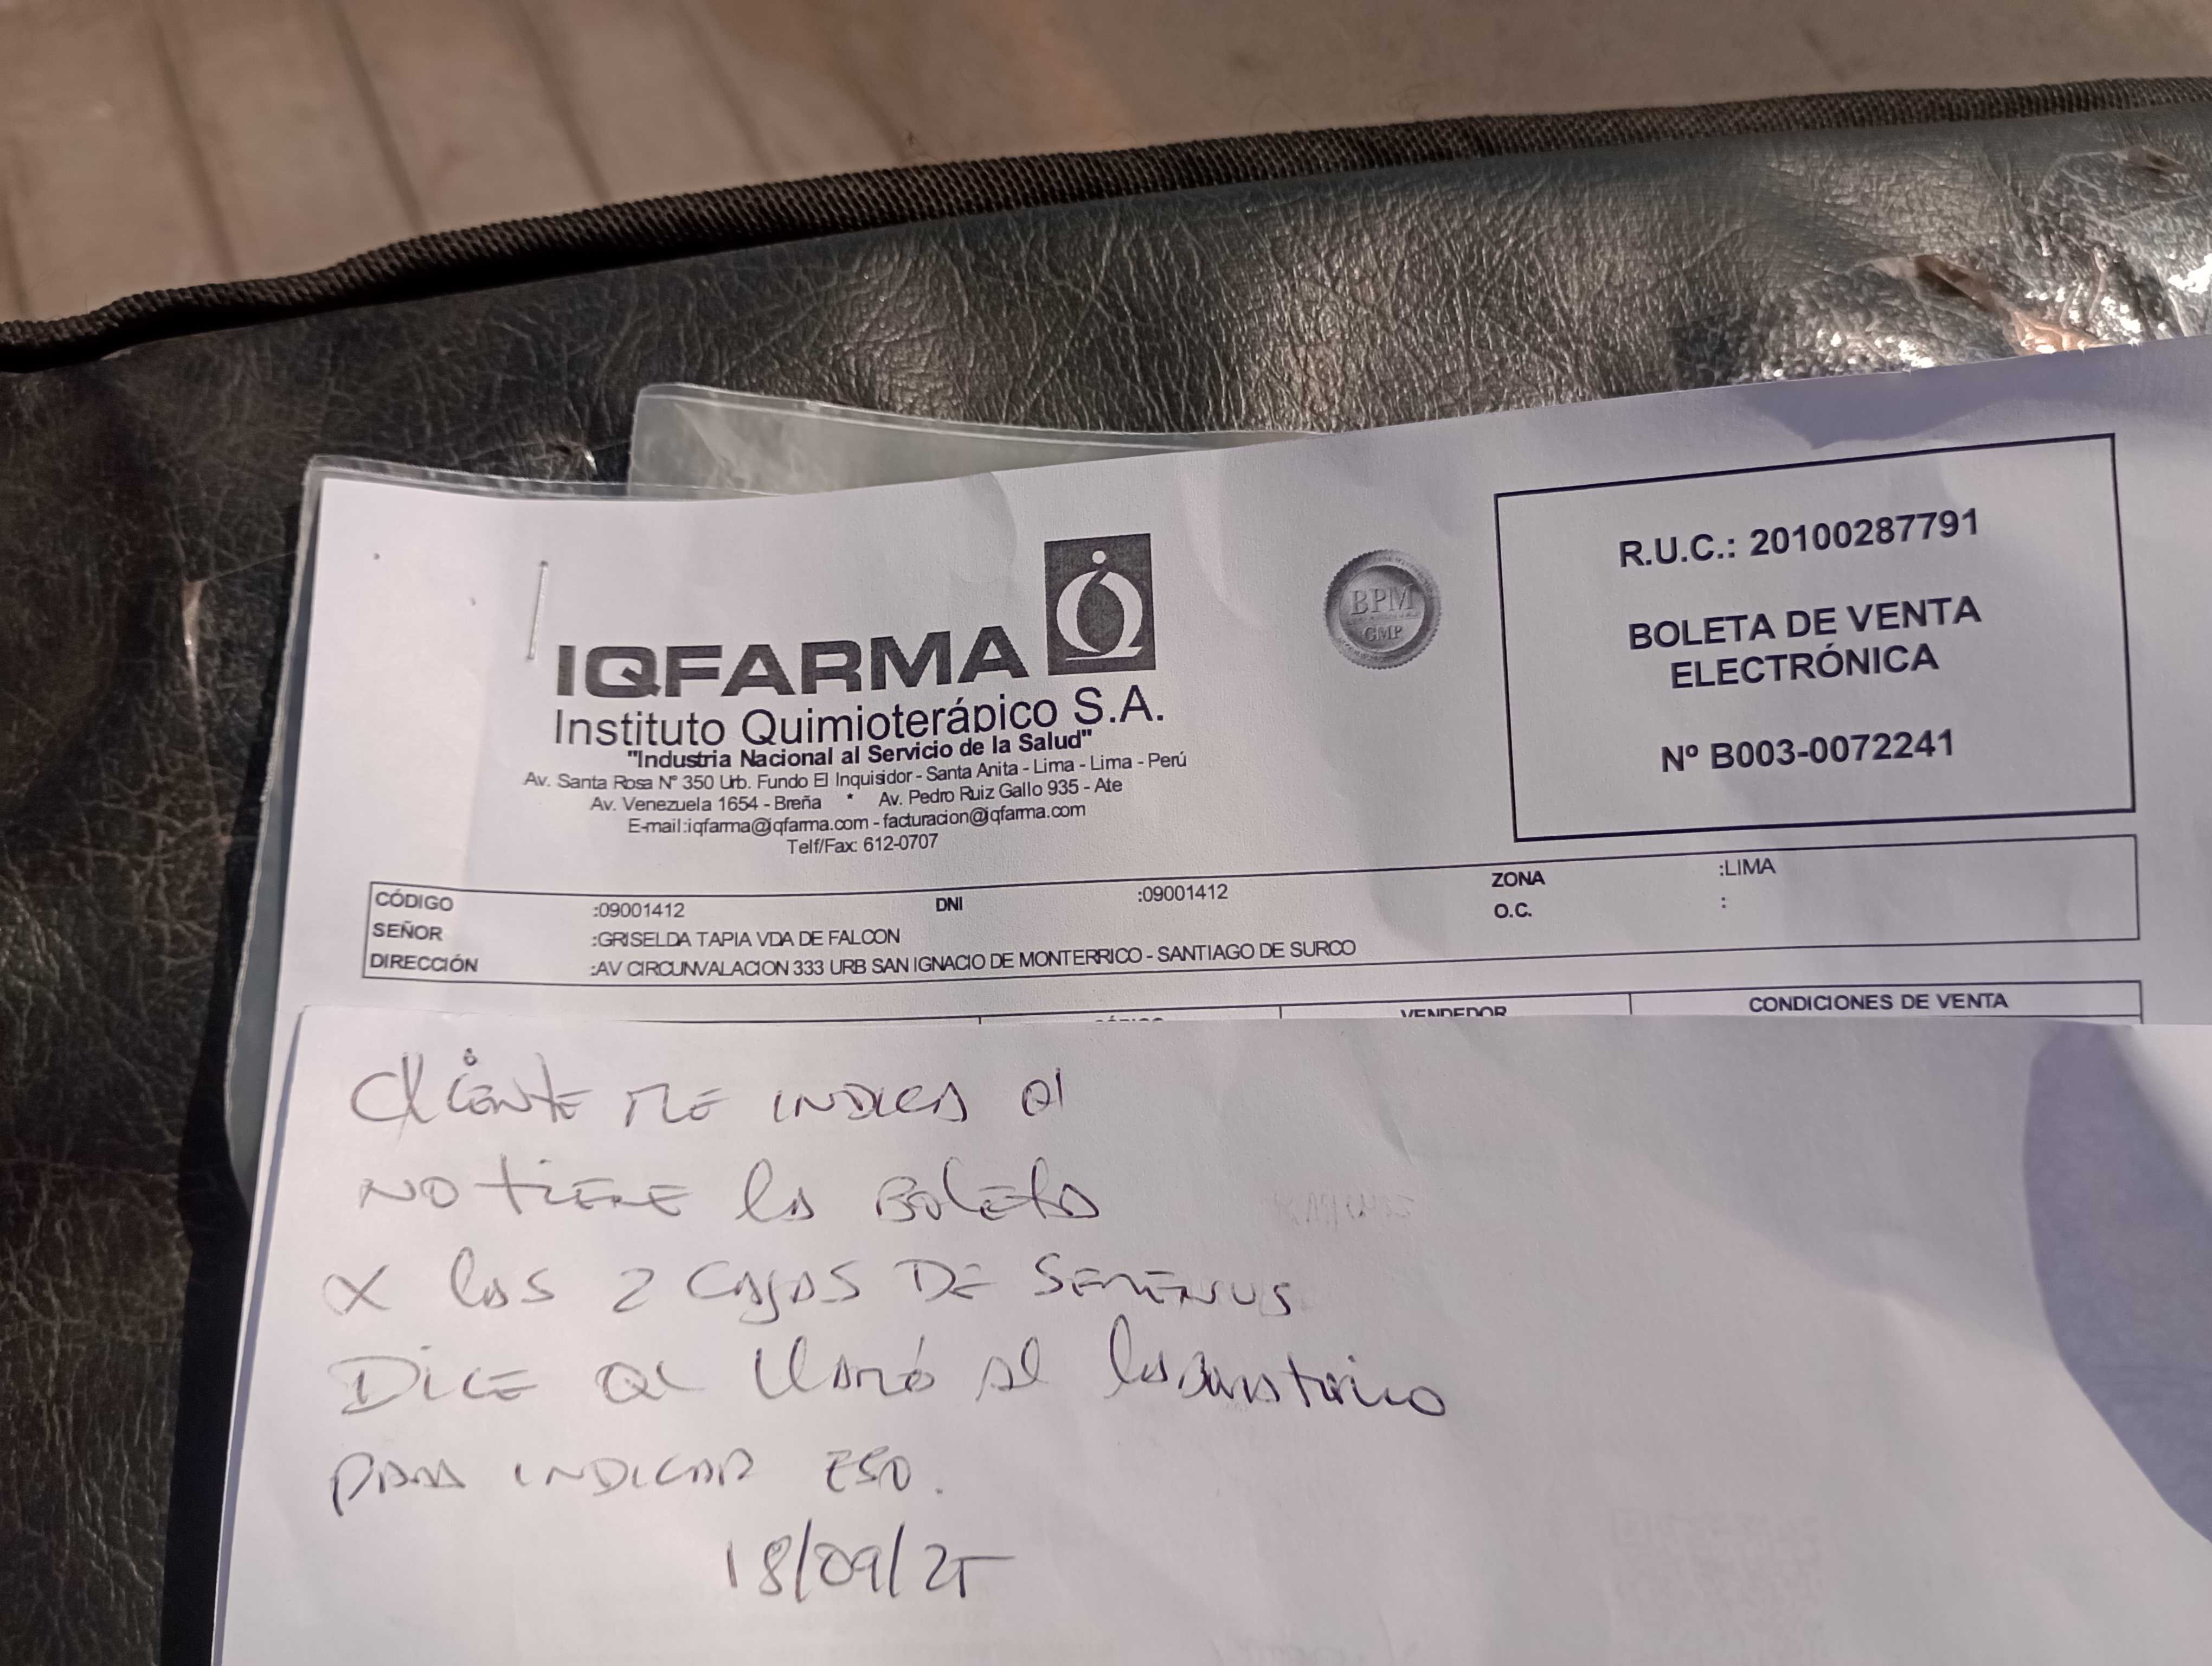 IQFARMA
Instituto Quimioterápico S.A.
"Industria Nacional al Servicio de la Salud"
Av. Santa Rosa Nº 350 Urb. Fundo El Inquisidor - Santa Anita - Lima - Lima - Perú
Av. Venezuela 1654 - Breña * Av. Pedro Ruiz Gallo 935 - Ate
E-mail:iqfarma@iqfarma.com - facturacion@iqfarma.com
Telf/Fax: 612-0707
BPM
GMP
R.U.C.: 20100287791
BOLETA DE VENTA
ELECTRÓNICA
Nº B003-0072241
CÓDIGO :09001412 DNI :09001412 ZONA :LIMA
SEÑOR :GRISELDA TAPIA VDA DE FALCON O.C. :
DIRECCIÓN :AV CIRCUNVALACION 333 URB SAN IGNACIO DE MONTERRICO - SANTIAGO DE SURCO
VENDEDOR CONDICIONES DE VENTA
Cliente me indica q'
no tiene la Boleta
x las 2 cajas de
Dice q' llamó al laboratorio
para indicar eso.
18/09/25